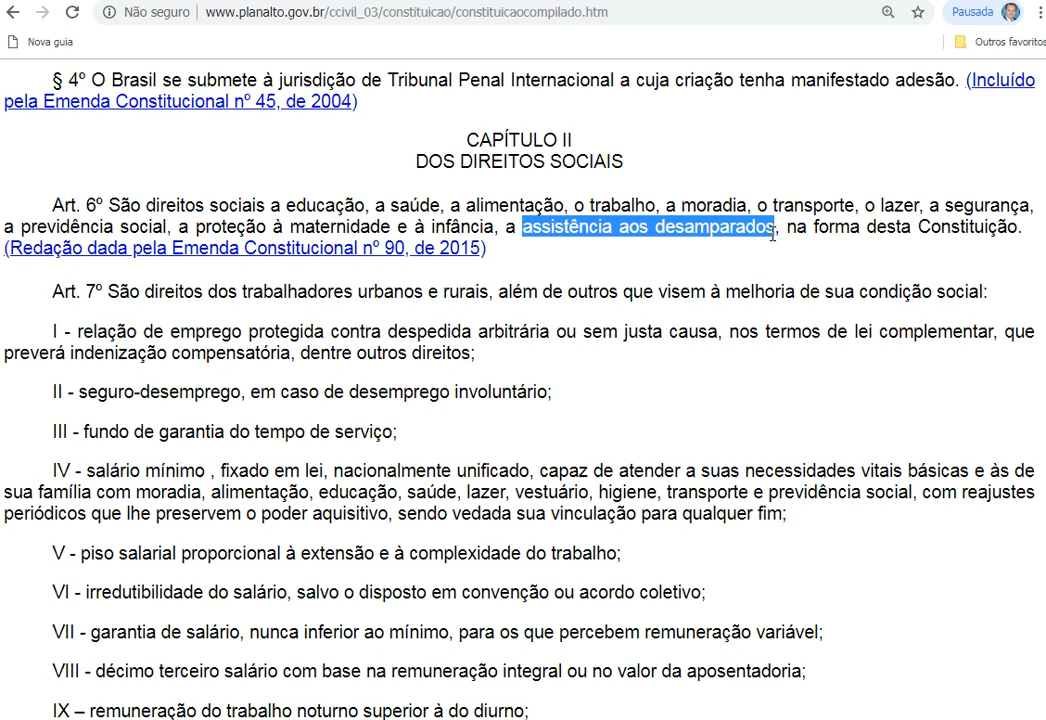 Não seguro
www.planalto.gov.br/ccivil_03/constituicao/constituicaocompilado.htm
Pausada
Nova guia
Outros favoritos
§ 4º O Brasil se submete à jurisdição de Tribunal Penal Internacional a cuja criação tenha manifestado adesão. (Incluído
pela Emenda Constitucional nº 45, de 2004)
CAPÍTULO II
DOS DIREITOS SOCIAIS
Art. 6º São direitos sociais a educação, a saúde, a alimentação, o trabalho, a moradia, o transporte, o lazer, a segurança,
a previdência social, a proteção à maternidade e à infância, a assistência aos desamparados, na forma desta Constituição.
(Redação dada pela Emenda Constitucional nº 90, de 2015)
Art. 7º São direitos dos trabalhadores urbanos e rurais, além de outros que visem à melhoria de sua condição social:
I - relação de emprego protegida contra despedida arbitrária ou sem justa causa, nos termos de lei complementar, que
preverá indenização compensatória, dentre outros direitos;
II - seguro-desemprego, em caso de desemprego involuntário;
III - fundo de garantia do tempo de serviço;
IV - salário mínimo , fixado em lei, nacionalmente unificado, capaz de atender a suas necessidades vitais básicas e às de
sua família com moradia, alimentação, educação, saúde, lazer, vestuário, higiene, transporte e previdência social, com reajustes
periódicos que lhe preservem o poder aquisitivo, sendo vedada sua vinculação para qualquer fim;
V - piso salarial proporcional à extensão e à complexidade do trabalho;
VI - irredutibilidade do salário, salvo o disposto em convenção ou acordo coletivo;
VII - garantia de salário, nunca inferior ao mínimo, para os que percebem remuneração variável;
VIII - décimo terceiro salário com base na remuneração integral ou no valor da aposentadoria;
IX – remuneração do trabalho noturno superior à do diurno;